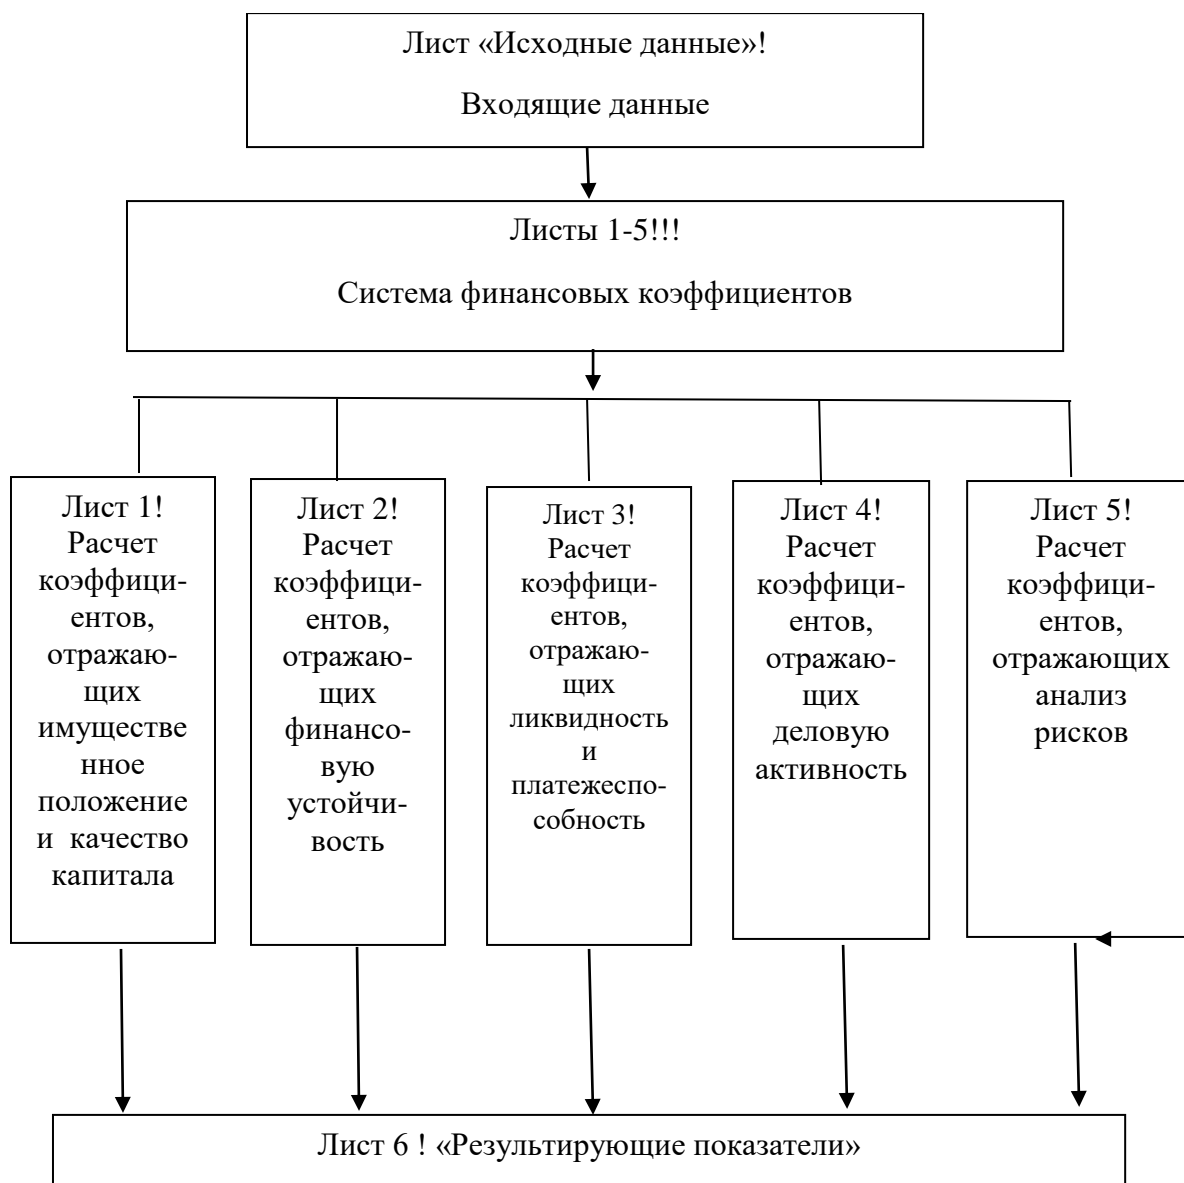 Лист «Исходные данные»!
Входящие данные
Листы 1-5!!!
Система финансовых коэффициентов
Лист 1!
Расчет
коэффици-
ентов,
отражаю-
щих
имуществе
нное
положение
и качество
капитала
Лист 2!
Расчет
коэффици-
ентов,
отражаю-
щих
финансо-
вую
устойчи-
вость
Лист 3!
Расчет
коэффици-
ентов,
отражаю-
щих
ликвидность
и
платежеспо-
собность
Лист 4!
Расчет
коэффици-
ентов,
отражаю-
щих
деловую
активность
Лист 5!
Расчет
коэффици-
ентов,
отражающих
анализ
рисков
Лист 6 ! «Результирующие показатели»